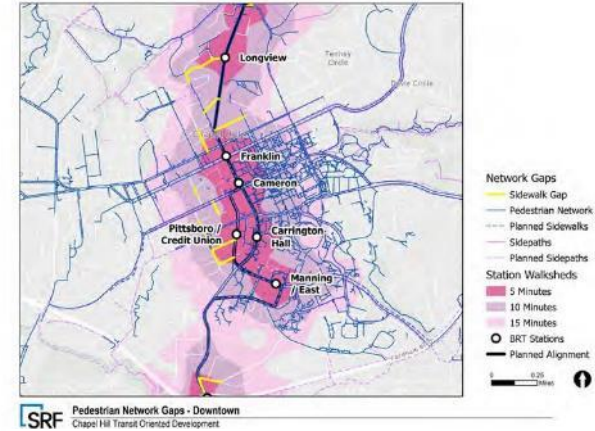 Longview
Franklin
Cameron
Pittsboro /
Credit Union
Carrington
Hall
Manning
/ East
Network Gaps
Sidewalk Gap
Pedestrian Network
Planned Sidewalks
Sidepaths
Planned Sidepaths
Station Walksheds
5 Minutes
10 Minutes
15 Minutes
BRT Stations
Planned Alignment
0
0.25
Miles
SRF
Pedestrian Network Gaps - Downtown
Chapel Hill Transit Oriented Development